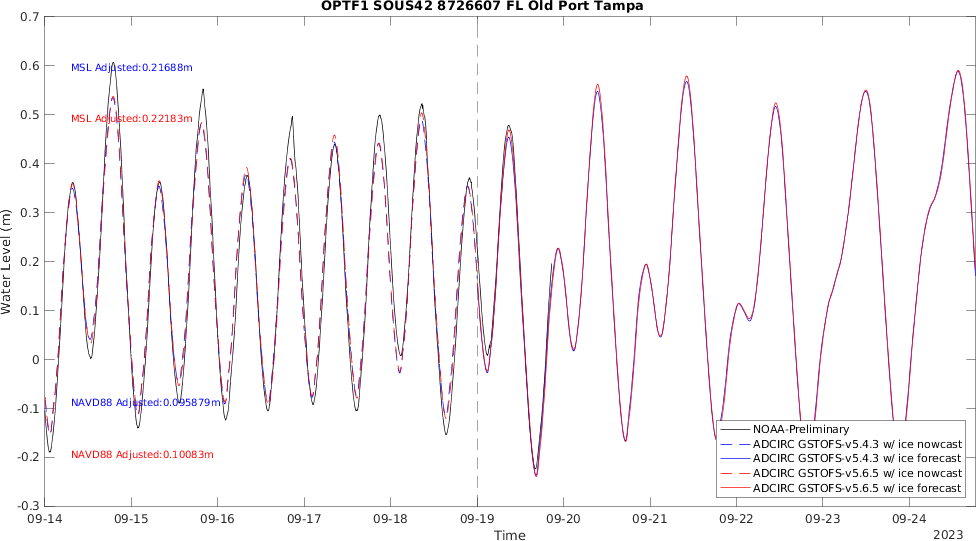 OPTF1 SOUS42 8726607 FL Old Port Tampa
0.7
0.6
0.5
0.4
0.3
0.2
0.1
0
-0.1
-0.2
-0.3
Water Level (m)
MSL Adjusted:0.21688m
MSL Adjusted:0.22183m
NAVD88 Adjusted:0.095879m
NAVD88 Adjusted:0.10083m
NOAA-Preliminary
ADCIRC GSTOFS-v5.4.3 w/ ice nowcast
ADCIRC GSTOFS-v5.4.3 w/ ice forecast
ADCIRC GSTOFS-v5.6.5 w/ ice nowcast
ADCIRC GSTOFS-v5.6.5 w/ ice forecast
09-14 09-15 09-16 09-17 09-18 09-19 09-20 09-21 09-22 09-23 09-24
Time
2023